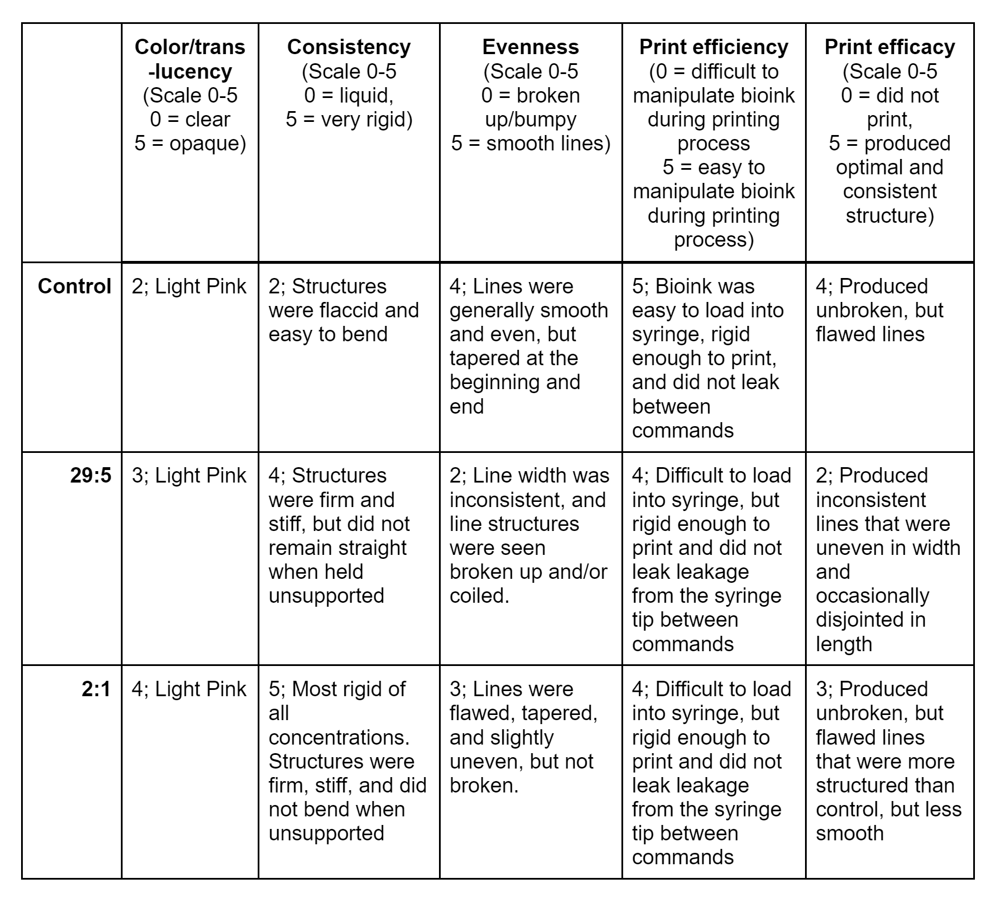 Color/trans
-lucency
(Scale 0-5
0 = clear
5 = opaque)
Consistency
(Scale 0-5
0 = liquid,
5 = very rigid)
Evenness
(Scale 0-5
0 = broken
up/bumpy
5 = smooth lines)
Print efficiency
(0 = difficult to
manipulate bioink
during printing
process
5 = easy to
manipulate bioink
during printing
process)
Print efficacy
(Scale 0-5
0 = did not
print,
5 = produced
optimal and
consistent
structure)
Control
2; Light Pink
2; Structures
were flaccid and
easy to bend
4; Lines were
generally smooth
and even, but
tapered at the
beginning and
end
5; Bioink was
easy to load into
syringe, rigid
enough to print,
and did not leak
between
commands
4; Produced
unbroken, but
flawed lines
29:5
3; Light Pink
4; Structures
were firm and
stiff, but did not
remain straight
when held
unsupported
2; Line width was
inconsistent, and
line structures
were seen
broken up and/or
coiled.
4; Difficult to load
into syringe, but
rigid enough to
print and did not
leak leakage
from the syringe
tip between
commands
2; Produced
inconsistent
lines that were
uneven in width
and
occasionally
disjointed in
length
2:1
4; Light Pink
5; Most rigid of
all
concentrations.
Structures were
firm, stiff, and did
not bend when
unsupported
3; Lines were
flawed, tapered,
and slightly
uneven, but not
broken.
4; Difficult to load
into syringe, but
rigid enough to
print and did not
leak leakage
from the syringe
tip between
commands
3; Produced
unbroken, but
flawed lines
that were more
structured than
control, but less
smooth